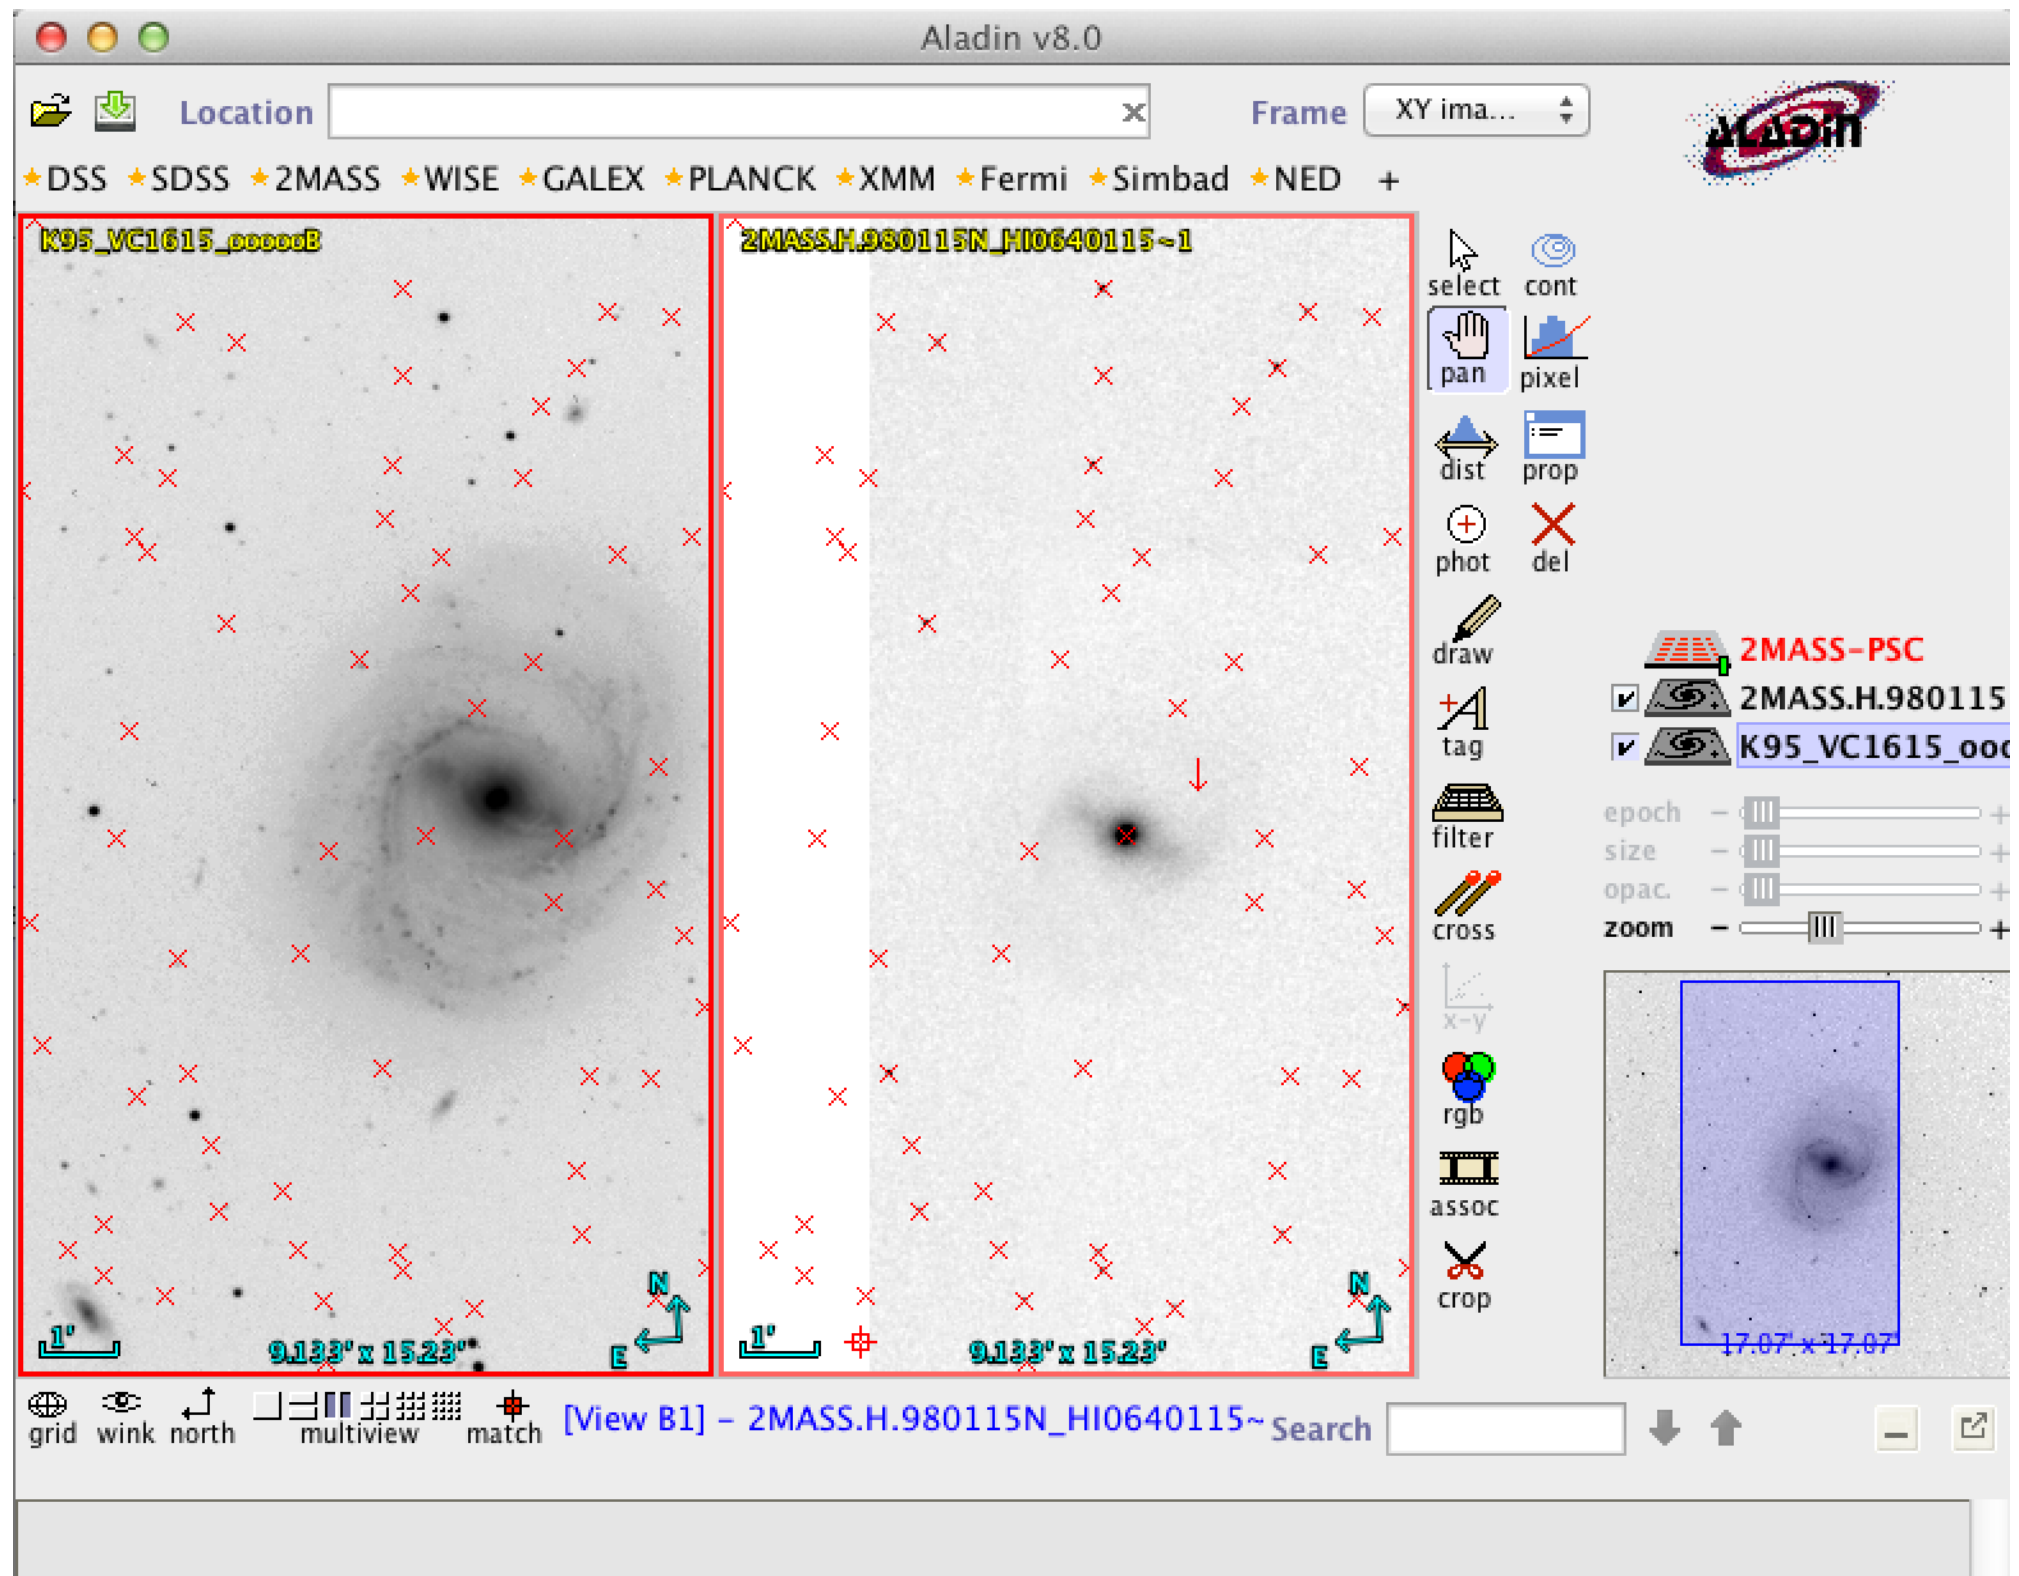 Aladin v8.0
Location
Frame XY ima...
ALADiN
DSS SDSS 2MASS WISE GALEX PLANCK XMM Fermi Simbad NED +
K95_VC1615_oooooB
2MASS.H.980115N_HI0640115~1
select cont
pan pixel
dist prop
phot del
draw
tag
filter
cross
x-y
rgb
assoc
crop
2MASS-PSC
2MASS.H.980115
K95_VC1615_ooo
epoch - +
size - +
opac. - +
zoom - +
1' 9.133' x 15.23' N E
1' 9.133' x 15.23' N E
17.07' x 17.07'
grid wink north multiview match [View B1] - 2MASS.H.980115N_HI0640115~ Search